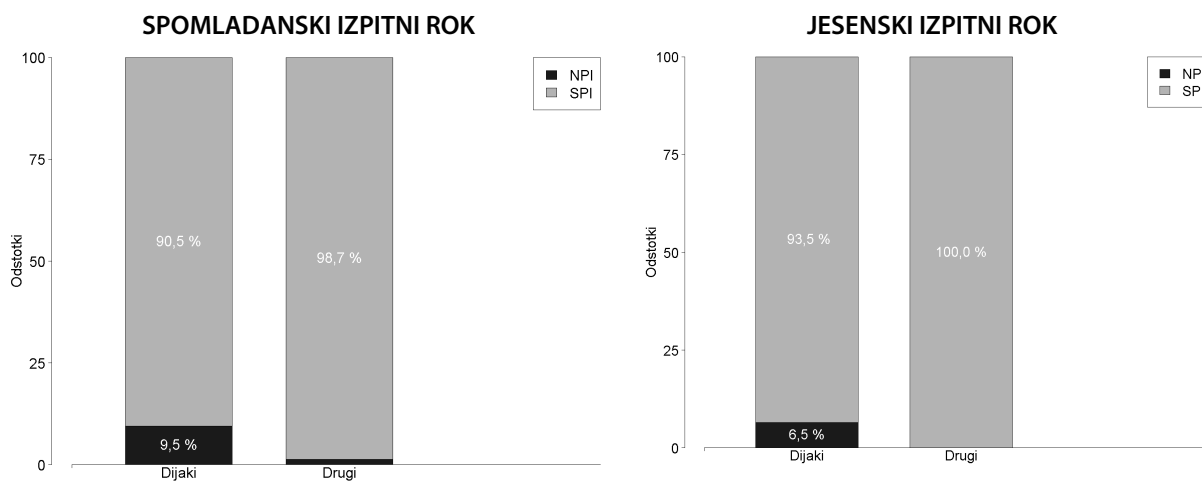 SPOMLADANSKI IZPITNI ROK
100
75
50
25
0
Odstotki
90,5 %
9,5 %
98,7 %
Dijaki
Drugi
NPI
SPI
JESENSKI IZPITNI ROK
100
75
50
25
0
Odstotki
93,5 %
6,5 %
100,0 %
Dijaki
Drugi
NP
SP